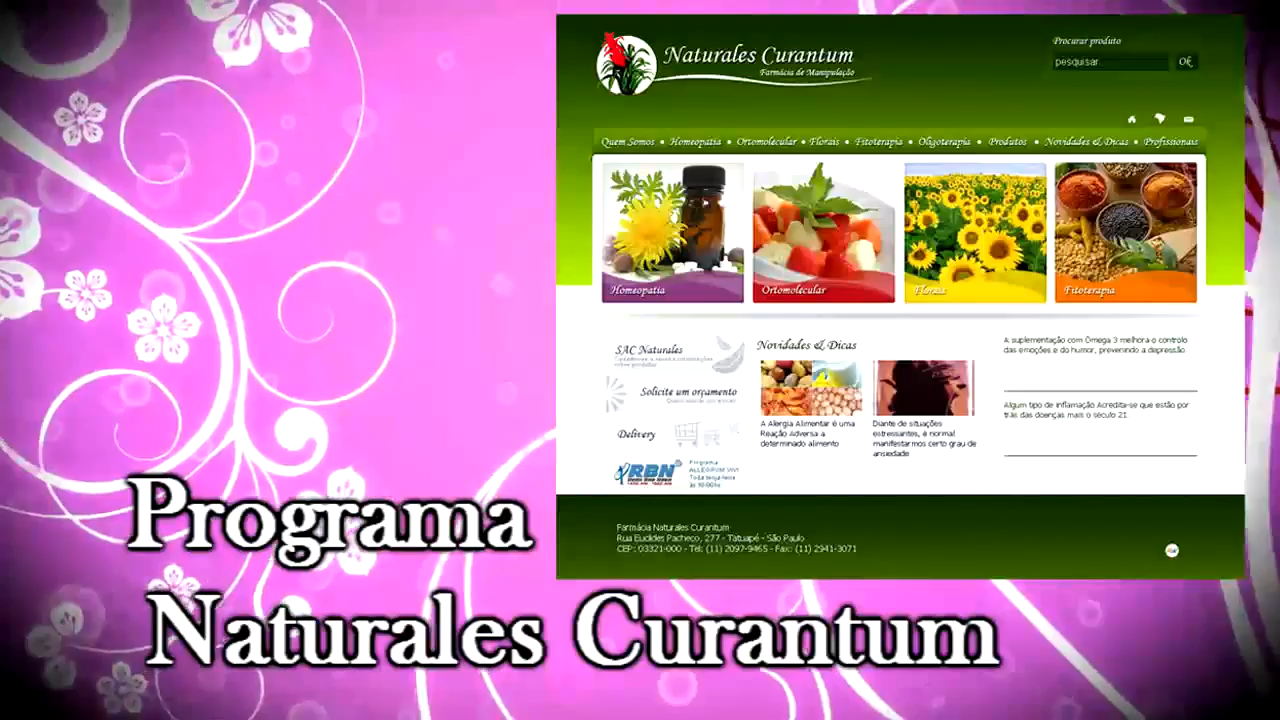 Naturales Curantum
Farmácia de Manipulação
Procurar produto
pesquisar
Ok
Quem Somos • Homeopatia • Ortomolecular • Florais • Fitoterapia • Oligoterapia • Produtos • Novidades & Dicas • Profissionais
Homeopatia
Ortomolecular
Florais
Fitoterapia
SAC Naturales
Solicite um orçamento
Delivery
RBN
Programa
Novidades & Dicas
A Alergia Alimentar é uma
Reação Adversa a
determinado alimento
Diante de situações
estressantes, é normal
manifestarmos certo grau de
ansiedade
A suplementação com Ômega 3 melhora o controlo
das emoções e do humor, prevenindo a depressão.
Algum tipo de Inflamação Acredita-se que estão por
trás das doenças mais o século 21
Farmácia Naturales Curantum
Rua Euclides Pacheco, 277 - Tatuapé - São Paulo
CEP: 03321-000 - Tel: (11) 2097-9465 - Fax: (11) 2941-3071
Programa
Naturales Curantum